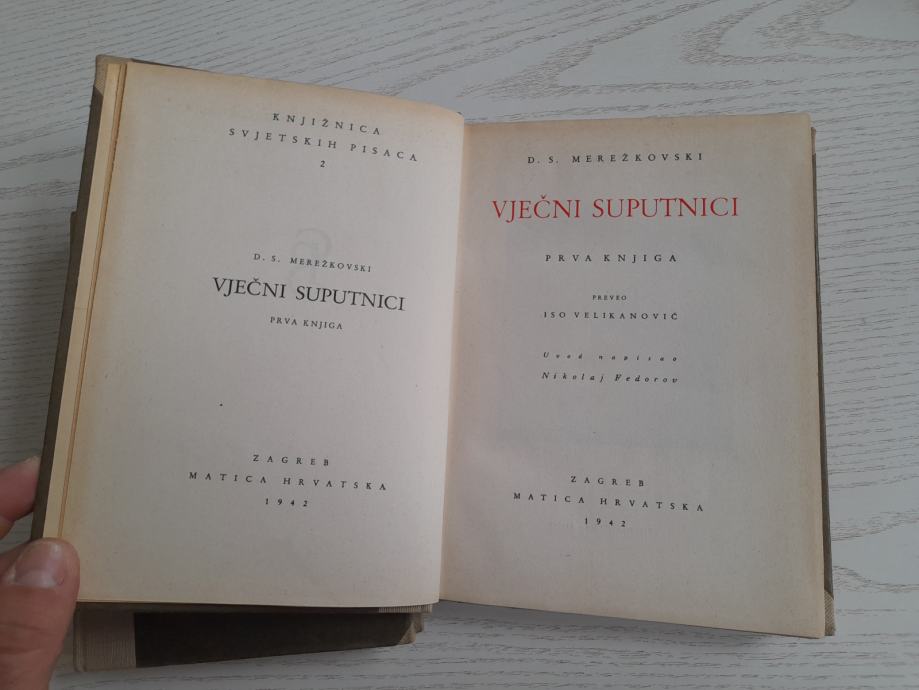 KNJIŽNICA
SVJETSKIH PISACA
2
D. S. MEREŽKOVSKI
VJEČNI SUPUTNICI
PRVA KNJIGA
ZAGREB
MATICA HRVATSKA
1942
D. S. MEREŽKOVSKI
VJEČNI SUPUTNICI
PRVA KNJIGA
PREVEO
ISO VELIKANOVIČ
Uvod napisao
Nikolaj Fedorov
ZAGREB
MATICA HRVATSKA
1942